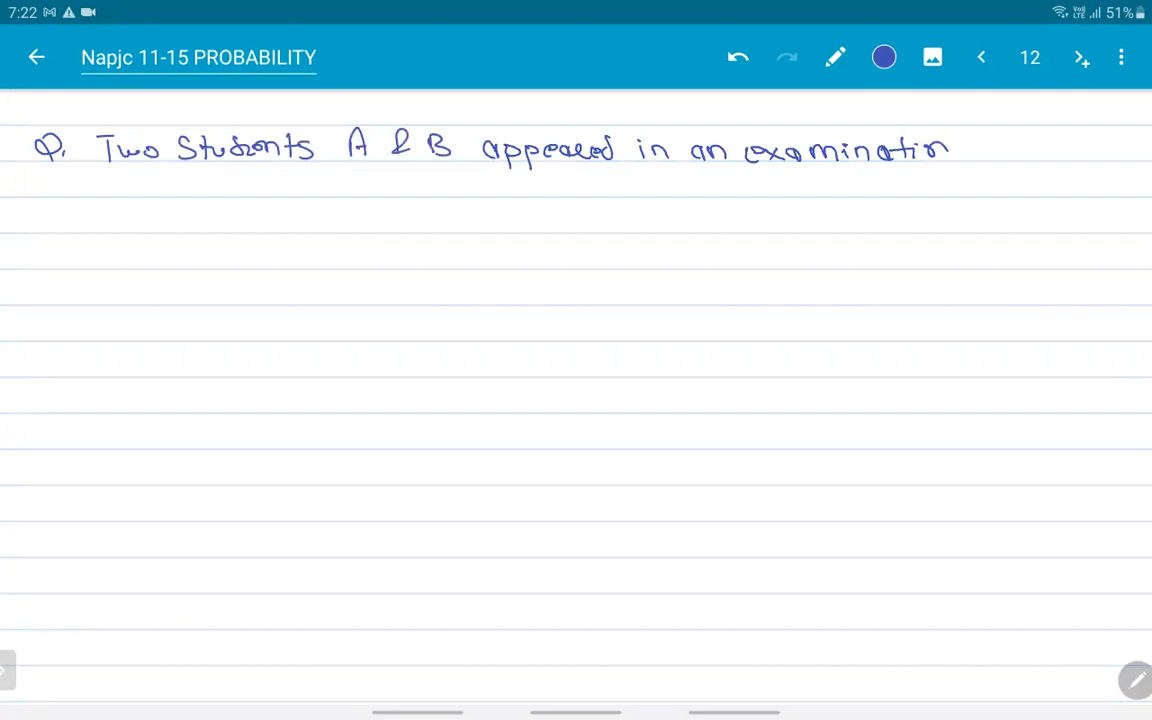 7:22 51%
Napjc 11-15 PROBABILITY 12
Q. Two Students A & B appeared in an examination